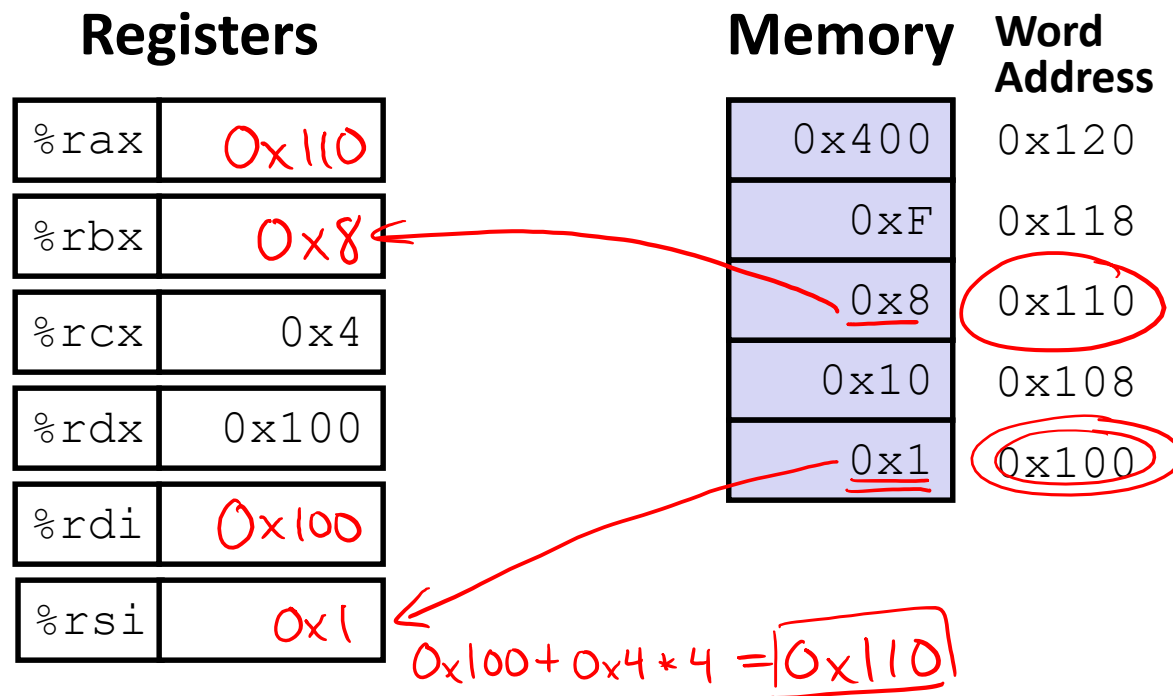 Registers
Memory
Word
Address
%rax 0x110
%rbx 0x8
%rcx 0x4
%rdx 0x100
%rdi 0x100
%rsi 0x1
0x400 0x120
0xF 0x118
0x8 0x110
0x10 0x108
0x1 0x100
0x100+0x4*4=0x110